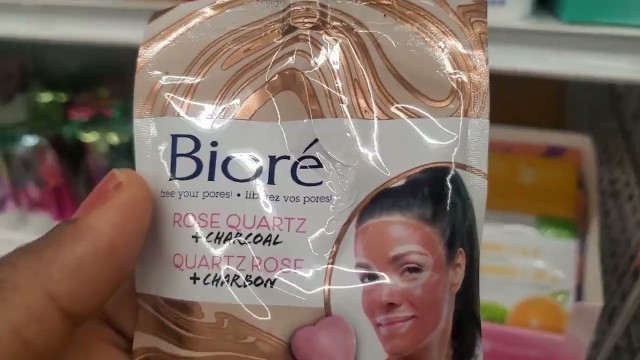 Bioré
free your pores! • libérez vos pores!
ROSE QUARTZ
+ CHARCOAL
QUARTZ ROSE
+ CHARBON